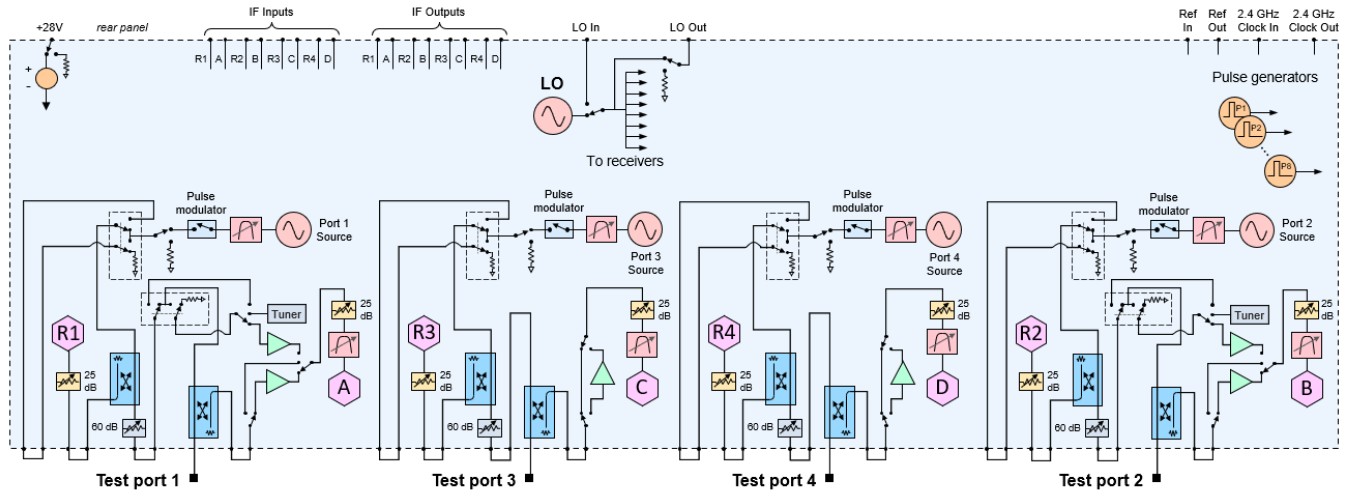 +28V
rear panel
IF Inputs
IF Outputs
LO In
LO Out
Ref In
Ref Out
2.4 GHz Clock In
2.4 GHz Clock Out
R1 A R2 B R3 C R4 D
R1 A R2 B R3 C R4 D
+
-
LO
To receivers
Pulse generators
P1
P2
P8
Pulse modulator
Port 1 Source
Pulse modulator
Port 3 Source
Pulse modulator
Port 4 Source
Pulse modulator
Port 2 Source
R1
25 dB
60 dB
Tuner
25 dB
A
R3
25 dB
60 dB
25 dB
C
R4
25 dB
60 dB
25 dB
D
R2
25 dB
60 dB
Tuner
25 dB
B
Test port 1
Test port 3
Test port 4
Test port 2